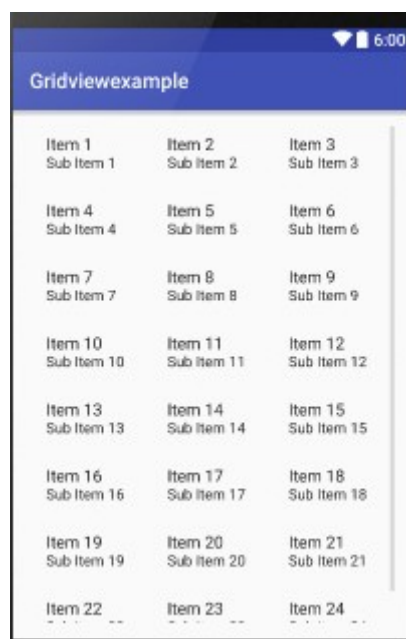 6:00
Gridviewexample
Item 1 Item 2 Item 3
Sub Item 1 Sub Item 2 Sub Item 3
Item 4 Item 5 Item 6
Sub Item 4 Sub Item 5 Sub Item 6
Item 7 Item 8 Item 9
Sub Item 7 Sub Item 8 Sub Item 9
Item 10 Item 11 Item 12
Sub Item 10 Sub Item 11 Sub Item 12
Item 13 Item 14 Item 15
Sub Item 13 Sub Item 14 Sub Item 15
Item 16 Item 17 Item 18
Sub Item 16 Sub Item 17 Sub Item 18
Item 19 Item 20 Item 21
Sub Item 19 Sub Item 20 Sub Item 21
Item 22 Item 23 Item 24